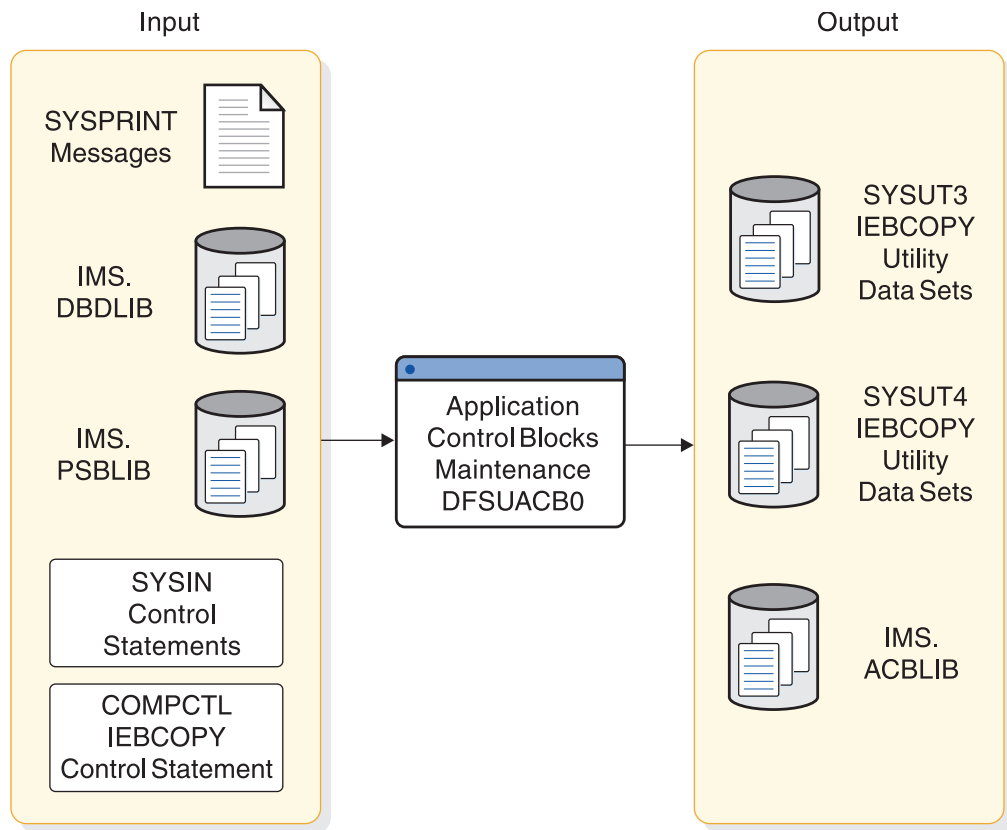 Input
SYSPRINT
Messages
IMS.
DBDLIB
IMS.
PSBLIB
SYSIN
Control
Statements
COMPCTL
IEBCOPY
Control Statement
Application
Control Blocks
Maintenance
DFSUACB0
Output
SYSUT3
IEBCOPY
Utility
Data Sets
SYSUT4
IEBCOPY
Utility
Data Sets
IMS.
ACBLIB